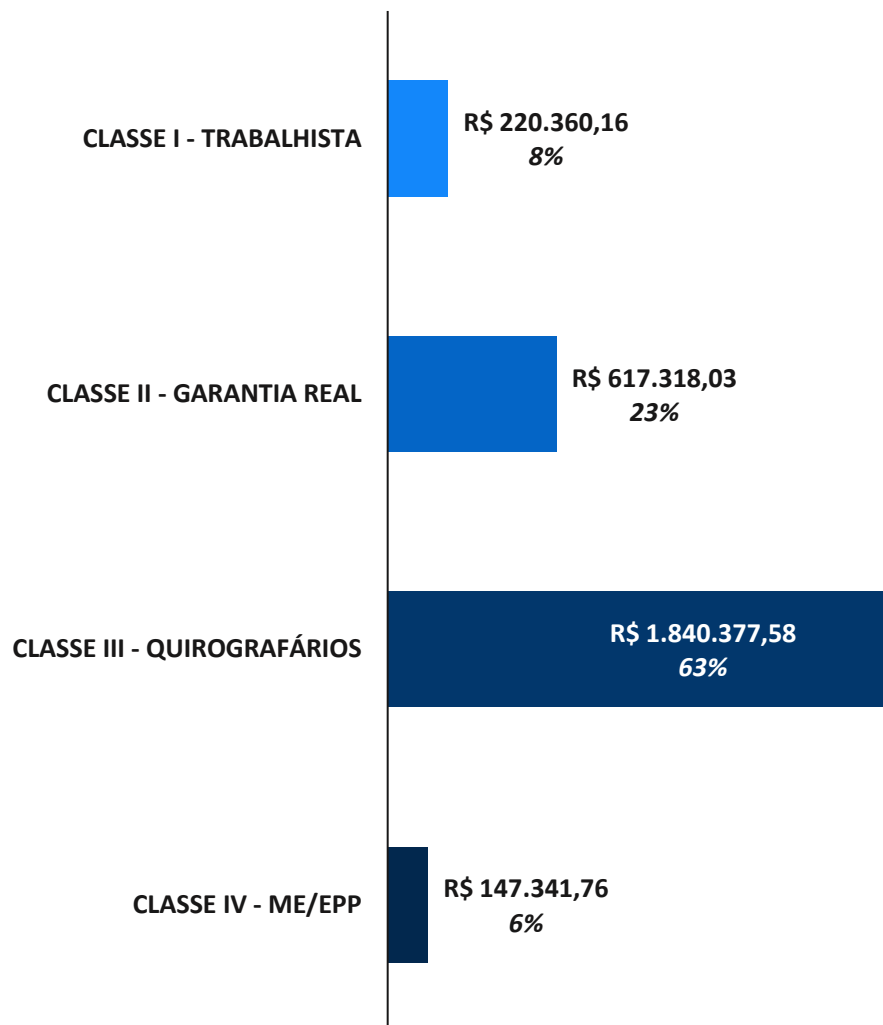 CLASSE I - TRABALHISTA
R$ 220.360,16
8%
CLASSE II - GARANTIA REAL
R$ 617.318,03
23%
CLASSE III - QUIROGRAFÁRIOS
R$ 1.840.377,58
63%
CLASSE IV - ME/EPP
R$ 147.341,76
6%